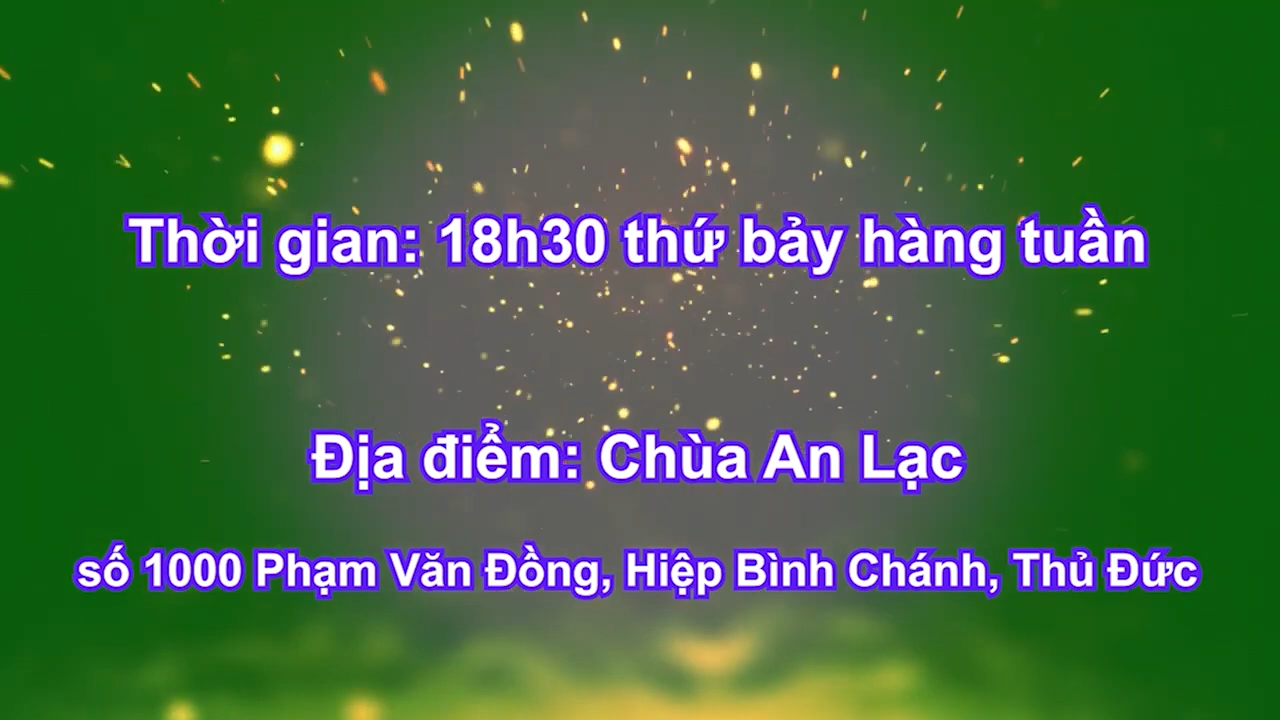 Thời gian: 18h30 thứ bảy hàng tuần
Địa điểm: Chùa An Lạc
số 1000 Phạm Văn Đồng, Hiệp Bình Chánh, Thủ Đức